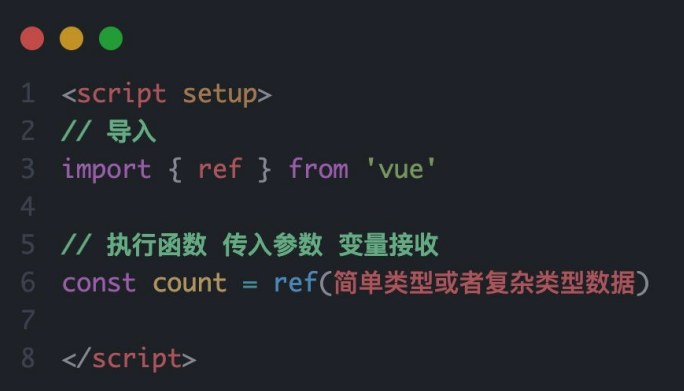 1 <script setup>
2 // 导入
3 import { ref } from 'vue'
4
5 // 执行函数 传入参数 变量接收
6 const count = ref(简单类型或者复杂类型数据)
7
8 </script>